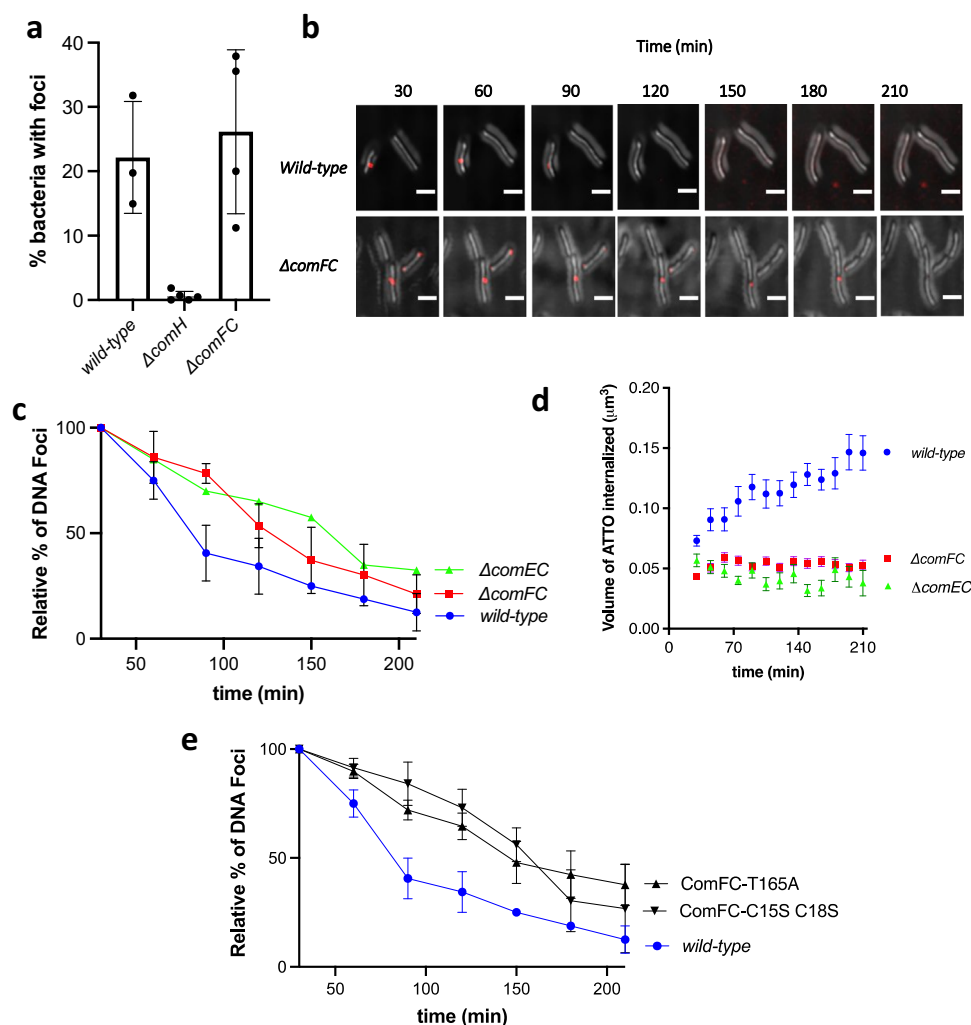 a
% bacteria with foci
40
30
20
10
0
wild-type
ΔcomH
ΔcomFC
b
Time (min)
30 60 90 120 150 180 210
Wild-type
ΔcomFC
c
Relative % of DNA Foci
100
50
0
50 100 150 200
time (min)
ΔcomEC
ΔcomFC
wild-type
d
Volume of ATTO internalized (μm³)
0.20
0.15
0.10
0.05
0.00
0 70 140 210
time (min)
wild-type
ΔcomFC
ΔcomEC
e
Relative % of DNA Foci
100
50
0
50 100 150 200
time (min)
ComFC-T165A
ComFC-C15S C18S
wild-type